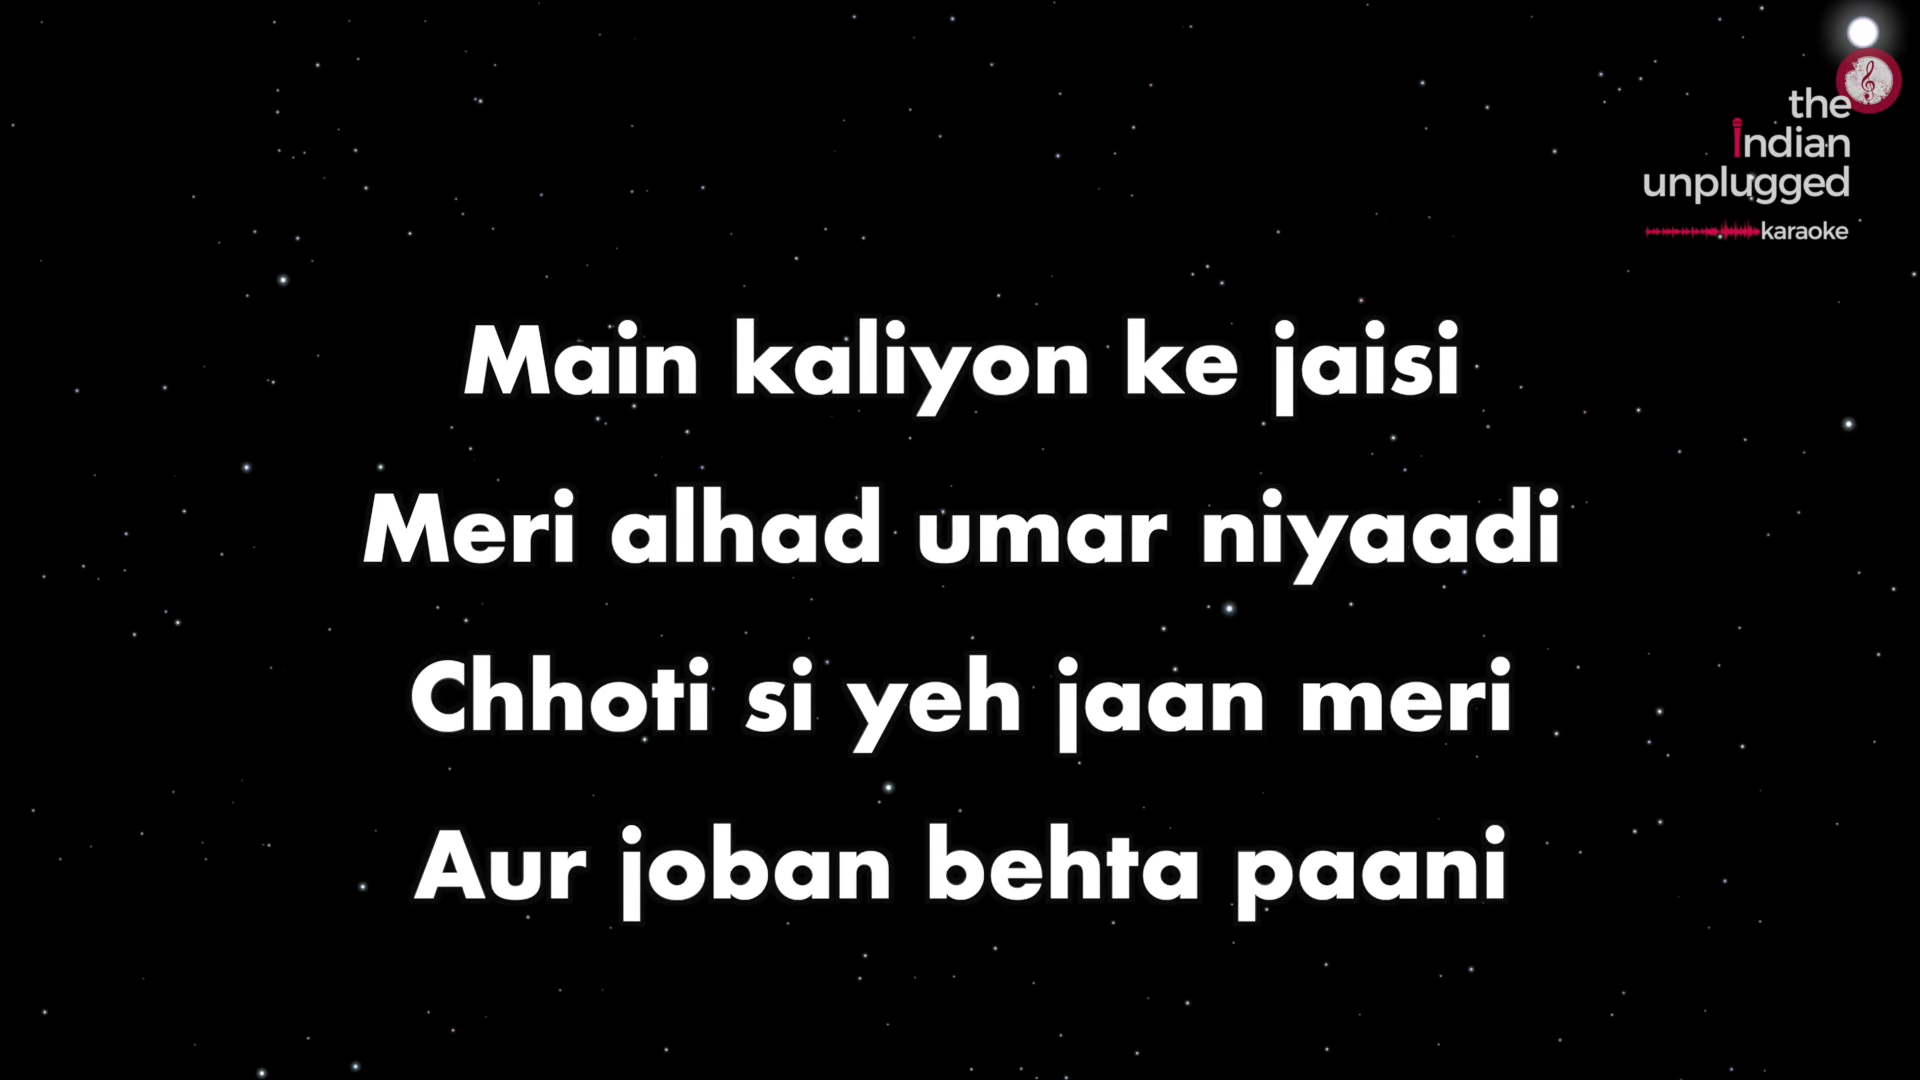 the
indian
unplugged
karaoke
Main kaliyon ke jaisi
Meri alhad umar niyaadi
Chhoti si yeh jaan meri
Aur joban behta paani